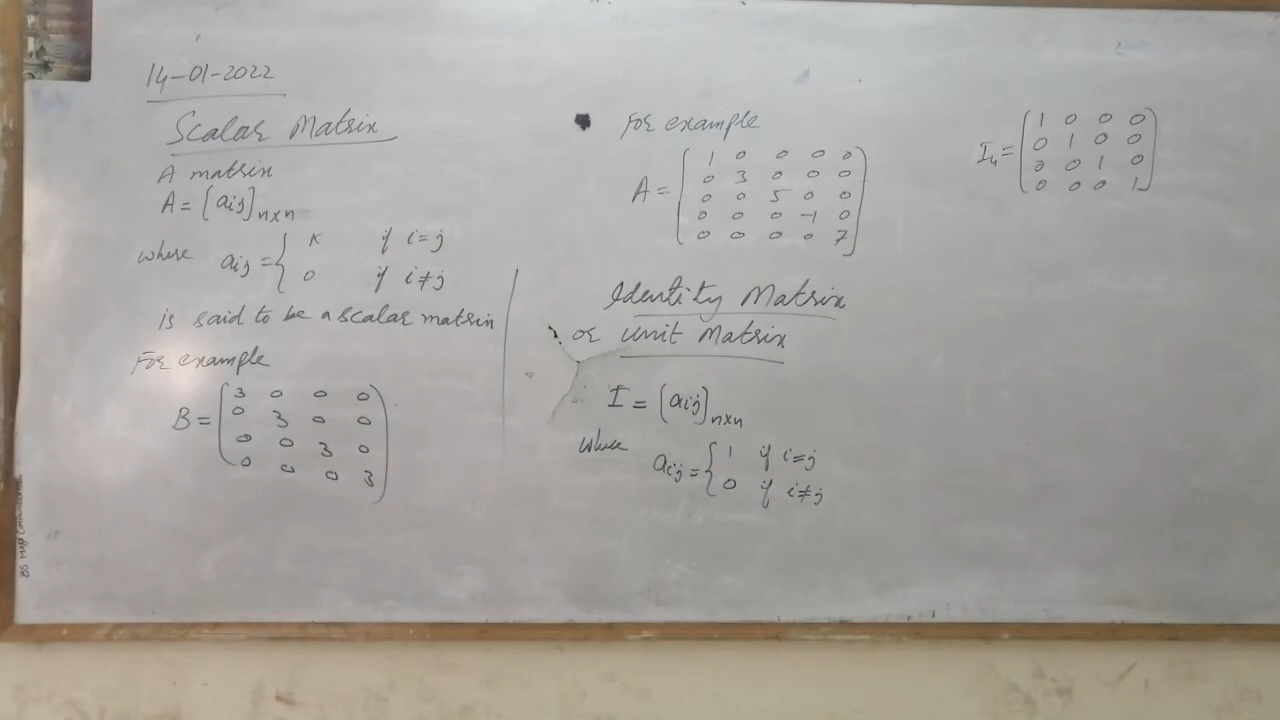 14-01-2022
Scalar Matrix
A matrix
A = [aij]n×n
where aij = { K if i=j
0 if i≠j
is said to be a scalar matrix
For example
B = ( 3 0 0 0
0 3 0 0
0 0 3 0
0 0 0 3 )
For example
A = ( 1 0 0 0 0
0 3 0 0 0
0 0 5 0 0
0 0 0 -1 0
0 0 0 0 7 )
Identity Matrix
or unit Matrix
I = [aij]n×n
where
aij = { 1 if i=j
0 if i≠j
I4 = ( 1 0 0 0
0 1 0 0
0 0 1 0
0 0 0 1 )